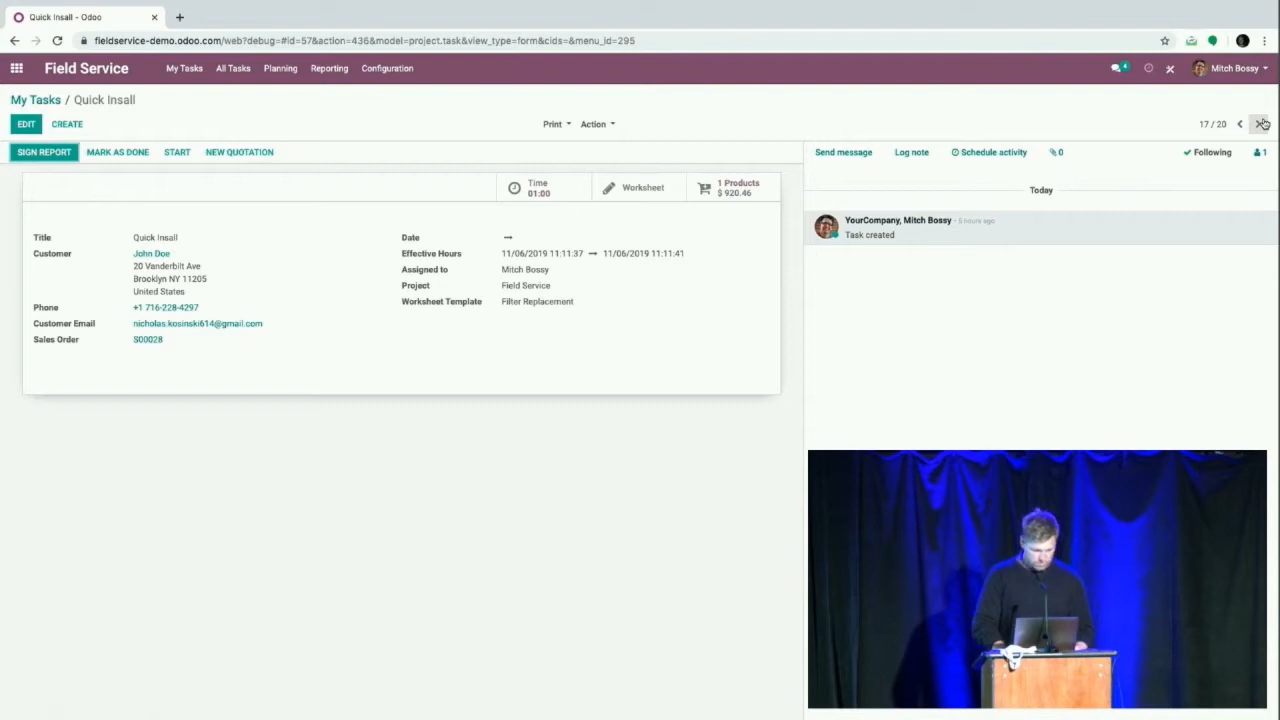 Quick Insall - Odoo
fieldservice-demo.odoo.com/web?debug=#id=57&action=436&model=project.task&view_type=form&cids=&menu_id=295
Field Service My Tasks All Tasks Planning Reporting Configuration 4 Mitch Bossy
My Tasks / Quick Insall
EDIT CREATE Print Action 17 / 20
SIGN REPORT MARK AS DONE START NEW QUOTATION Send message Log note Schedule activity 0 Following 1
Time
01:00
Worksheet
1 Products
$ 920.46
Today
YourCompany, Mitch Bossy - 5 hours ago
Task created
Title Quick Insall
Customer John Doe
20 Vanderbilt Ave
Brooklyn NY 11205
United States
Phone +1 716-228-4297
Customer Email nicholas.kosinski614@gmail.com
Sales Order S00028
Date
Effective Hours 11/06/2019 11:11:37 11/06/2019 11:11:41
Assigned to Mitch Bossy
Project Field Service
Worksheet Template Filter Replacement